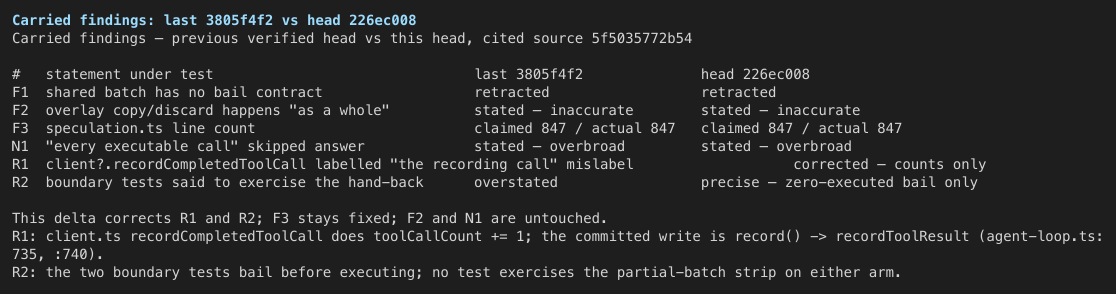 Carried findings: last 3805f4f2 vs head 226ec008
Carried findings — previous verified head vs this head, cited source 5f5035772b54
# statement under test last 3805f4f2 head 226ec008
F1 shared batch has no bail contract retracted retracted
F2 overlay copy/discard happens "as a whole" stated — inaccurate stated — inaccurate
F3 speculation.ts line count claimed 847 / actual 847 claimed 847 / actual 847
N1 "every executable call" skipped answer stated — overbroad stated — overbroad
R1 client?.recordCompletedToolCall labelled "the recording call" mislabel corrected — counts only
R2 boundary tests said to exercise the hand-back overstated precise — zero-executed bail only
This delta corrects R1 and R2; F3 stays fixed; F2 and N1 are untouched.
R1: client.ts recordCompletedToolCall does toolCallCount += 1; the committed write is record() -> recordToolResult (agent-loop.ts:
735, :740).
R2: the two boundary tests bail before executing; no test exercises the partial-batch strip on either arm.